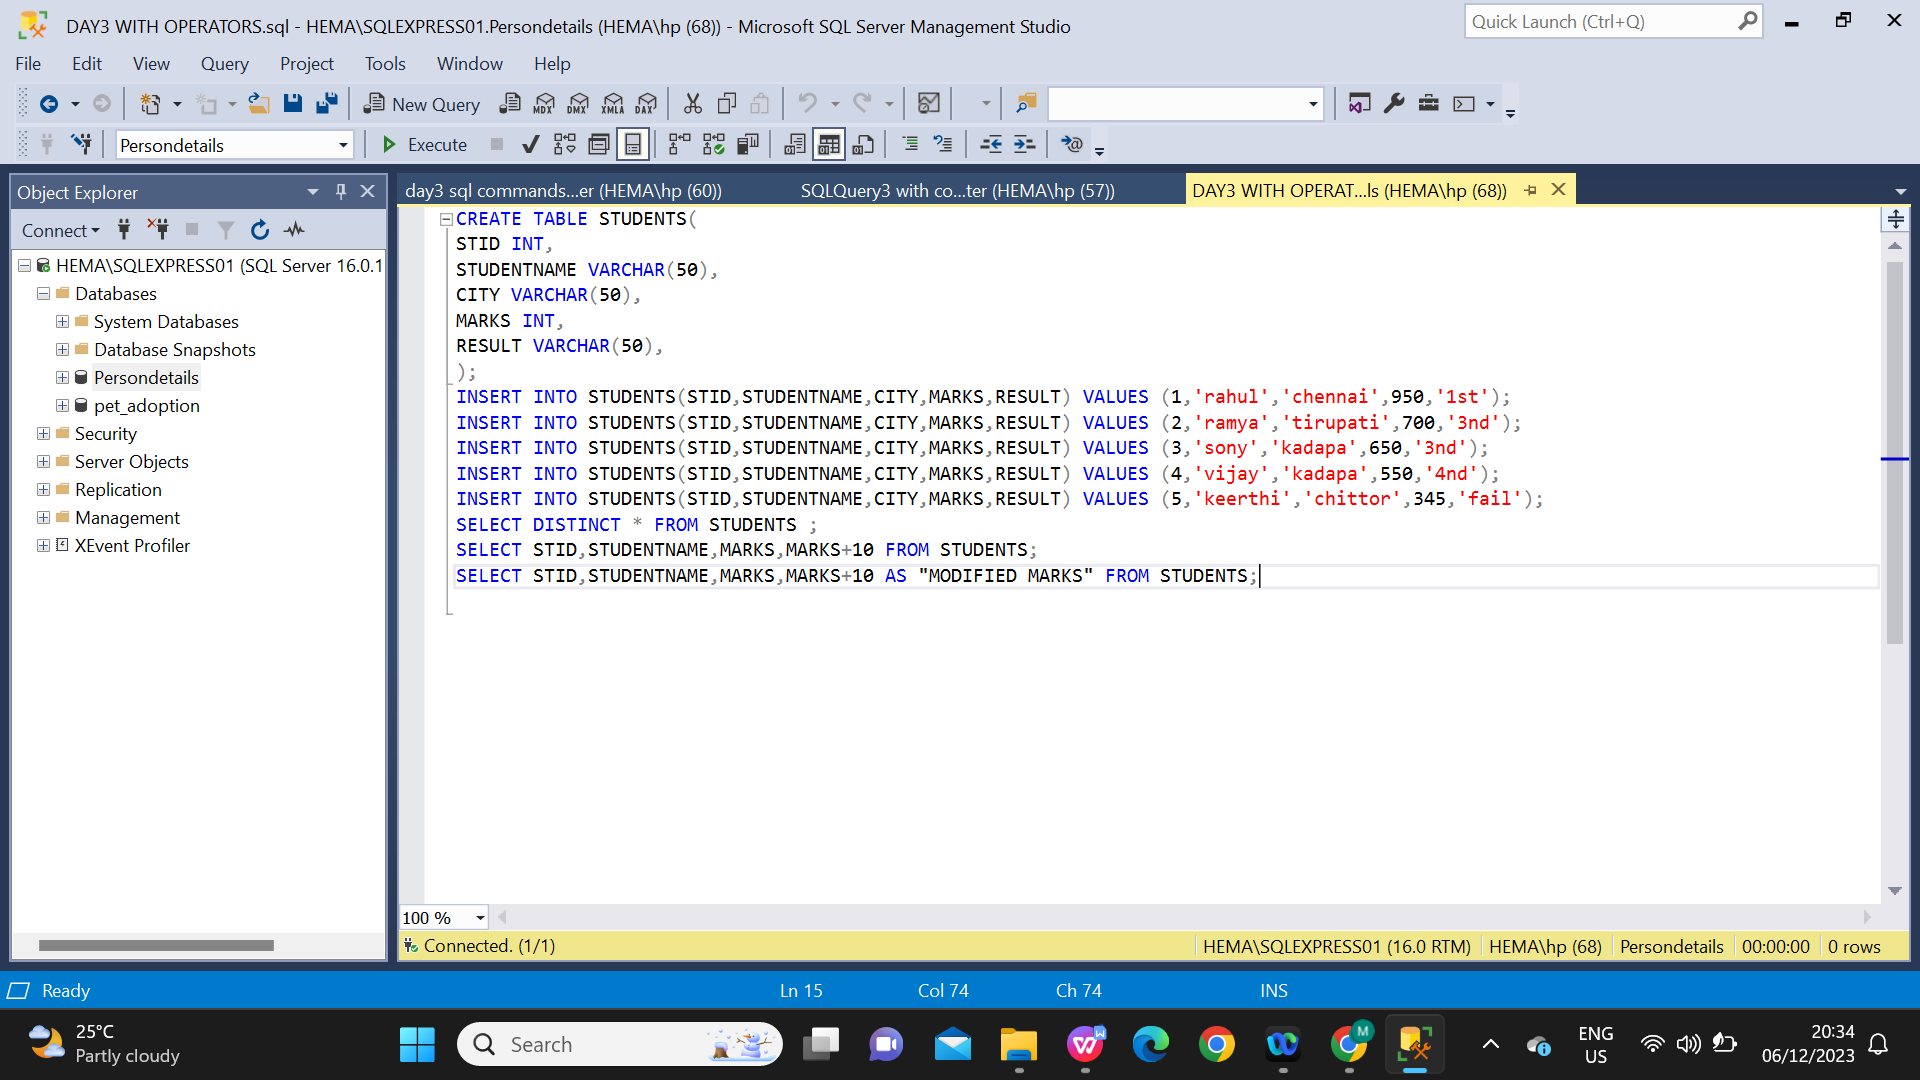 DAY3 WITH OPERATORS.sql - HEMA\SQLEXPRESS01.Persondetails (HEMA\hp (68)) - Microsoft SQL Server Management Studio
Quick Launch (Ctrl+Q)
File Edit View Query Project Tools Window Help
New Query MDX DMX XMLA DAX
Persondetails Execute
Object Explorer
day3 sql commands...er (HEMA\hp (60)) SQLQuery3 with co...ter (HEMA\hp (57)) DAY3 WITH OPERAT...ls (HEMA\hp (68))
Connect
HEMA\SQLEXPRESS01 (SQL Server 16.0.1
Databases
System Databases
Database Snapshots
Persondetails
pet_adoption
Security
Server Objects
Replication
Management
XEvent Profiler
CREATE TABLE STUDENTS(
STID INT,
STUDENTNAME VARCHAR(50),
CITY VARCHAR(50),
MARKS INT,
RESULT VARCHAR(50),
);
INSERT INTO STUDENTS(STID,STUDENTNAME,CITY,MARKS,RESULT) VALUES (1,'rahul','chennai',950,'1st');
INSERT INTO STUDENTS(STID,STUDENTNAME,CITY,MARKS,RESULT) VALUES (2,'ramya','tirupati',700,'3nd');
INSERT INTO STUDENTS(STID,STUDENTNAME,CITY,MARKS,RESULT) VALUES (3,'sony','kadapa',650,'3nd');
INSERT INTO STUDENTS(STID,STUDENTNAME,CITY,MARKS,RESULT) VALUES (4,'vijay','kadapa',550,'4nd');
INSERT INTO STUDENTS(STID,STUDENTNAME,CITY,MARKS,RESULT) VALUES (5,'keerthi','chittor',345,'fail');
SELECT DISTINCT * FROM STUDENTS ;
SELECT STID,STUDENTNAME,MARKS,MARKS+10 FROM STUDENTS;
SELECT STID,STUDENTNAME,MARKS,MARKS+10 AS "MODIFIED MARKS" FROM STUDENTS;
100 %
Connected. (1/1) HEMA\SQLEXPRESS01 (16.0 RTM) HEMA\hp (68) Persondetails 00:00:00 0 rows
Ready Ln 15 Col 74 Ch 74 INS
25°C
Partly cloudy
Search
M
W
ENG
US
20:34
06/12/2023